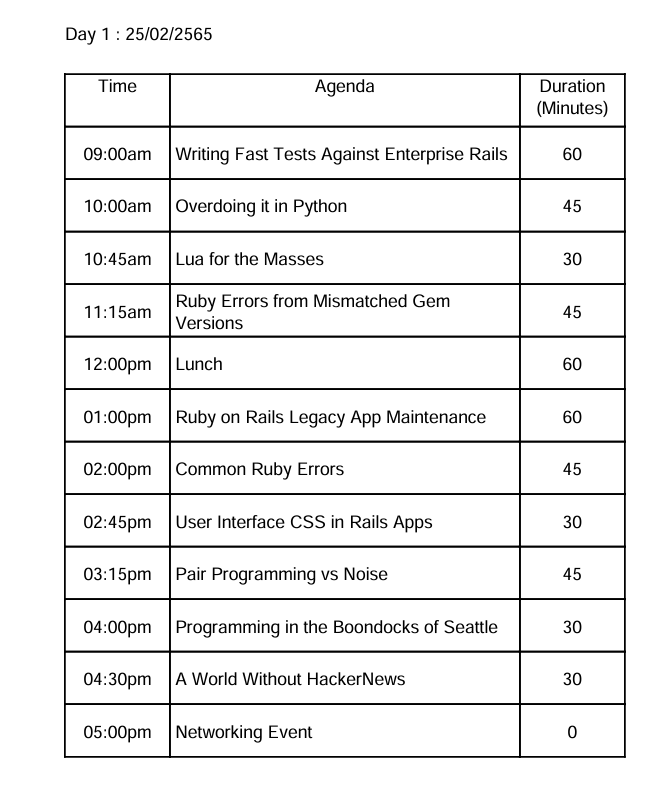 Day 1 : 25/02/2565
Time Agenda Duration
(Minutes)
09:00am Writing Fast Tests Against Enterprise Rails 60
10:00am Overdoing it in Python 45
10:45am Lua for the Masses 30
11:15am Ruby Errors from Mismatched Gem
Versions 45
12:00pm Lunch 60
01:00pm Ruby on Rails Legacy App Maintenance 60
02:00pm Common Ruby Errors 45
02:45pm User Interface CSS in Rails Apps 30
03:15pm Pair Programming vs Noise 45
04:00pm Programming in the Boondocks of Seattle 30
04:30pm A World Without HackerNews 30
05:00pm Networking Event 0